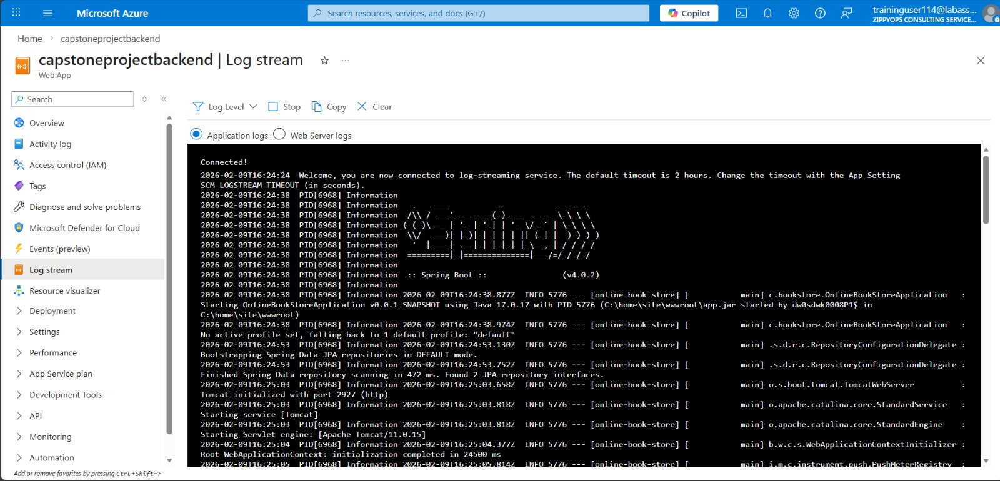 Microsoft Azure
Search resources, services, and docs (G+/)
Copilot
traininguser114@labass...
ZIPPYOPS CONSULTING SERVICE...
Home > capstoneprojectbackend
capstoneprojectbackend | Log stream
Web App
Search
Overview
Activity log
Access control (IAM)
Tags
Diagnose and solve problems
Microsoft Defender for Cloud
Events (preview)
Log stream
Resource visualizer
Deployment
Settings
Performance
App Service plan
Development Tools
API
Monitoring
Automation
Add or remove favorites by pressing Ctrl+Shift+F
Log Level
Stop
Copy
Clear
Application logs
Web Server logs
Connected!
2026-02-09T16:24:24  Welcome, you are now connected to log-streaming service. The default timeout is 2 hours. Change the timeout with the App Setting
SCM_LOGSTREAM_TIMEOUT (in seconds).
2026-02-09T16:24:38  PID[6968] Information
2026-02-09T16:24:38  PID[6968] Information   .   ____          _            __ _ _
2026-02-09T16:24:38  PID[6968] Information  /\\ / ___'_ __ _ _(_)_ __  __ _ \ \ \ \
2026-02-09T16:24:38  PID[6968] Information ( ( )\___ | '_ | '_| | '_ \/ _` | \ \ \ \
2026-02-09T16:24:38  PID[6968] Information  \\/  ___)| |_)| | | | | || (_| |  ) ) ) )
2026-02-09T16:24:38  PID[6968] Information   '  |____| .__|_| |_|_| |_\__, | / / / /
2026-02-09T16:24:38  PID[6968] Information  =========|_|==============|___/=/_/_/_/
2026-02-09T16:24:38  PID[6968] Information
2026-02-09T16:24:38  PID[6968] Information  :: Spring Boot ::                (v4.0.2)
2026-02-09T16:24:38  PID[6968] Information
2026-02-09T16:24:38  PID[6968] Information 2026-02-09T16:24:38.877Z  INFO 5776 --- [online-book-store] [           main] c.bookstore.OnlineBookStoreApplication   :
Starting OnlineBookStoreApplication v0.0.1-SNAPSHOT using Java 17.0.17 with PID 5776 (C:\home\site\wwwroot\app.jar started by dw0sdwk0008P1$ in
C:\home\site\wwwroot)
2026-02-09T16:24:38  PID[6968] Information 2026-02-09T16:24:38.974Z  INFO 5776 --- [online-book-store] [           main] c.bookstore.OnlineBookStoreApplication   :
No active profile set, falling back to 1 default profile: "default"
2026-02-09T16:24:53  PID[6968] Information 2026-02-09T16:24:53.130Z  INFO 5776 --- [online-book-store] [           main] .s.d.r.c.RepositoryConfigurationDelegate :
Bootstrapping Spring Data JPA repositories in DEFAULT mode.
2026-02-09T16:24:53  PID[6968] Information 2026-02-09T16:24:53.752Z  INFO 5776 --- [online-book-store] [           main] .s.d.r.c.RepositoryConfigurationDelegate :
Finished Spring Data repository scanning in 472 ms. Found 2 JPA repository interfaces.
2026-02-09T16:25:03  PID[6968] Information 2026-02-09T16:25:03.658Z  INFO 5776 --- [online-book-store] [           main] o.s.boot.tomcat.TomcatWebServer          :
Tomcat initialized with port 2927 (http)
2026-02-09T16:25:03  PID[6968] Information 2026-02-09T16:25:03.818Z  INFO 5776 --- [online-book-store] [           main] o.apache.catalina.core.StandardService   :
Starting service [Tomcat]
2026-02-09T16:25:03  PID[6968] Information 2026-02-09T16:25:03.818Z  INFO 5776 --- [online-book-store] [           main] o.apache.catalina.core.StandardEngine    :
Starting Servlet engine: [Apache Tomcat/11.0.15]
2026-02-09T16:25:04  PID[6968] Information 2026-02-09T16:25:04.377Z  INFO 5776 --- [online-book-store] [           main] b.w.c.s.WebApplicationContextInitializer :
Root WebApplicationContext: initialization completed in 24500 ms
2026-02-09T16:25:05  PID[6968] Information 2026-02-09T16:25:05.814Z  INFO 5776 --- [online-book-store] [           main] i.m.c.instrument.push.PushMeterRegistry  :